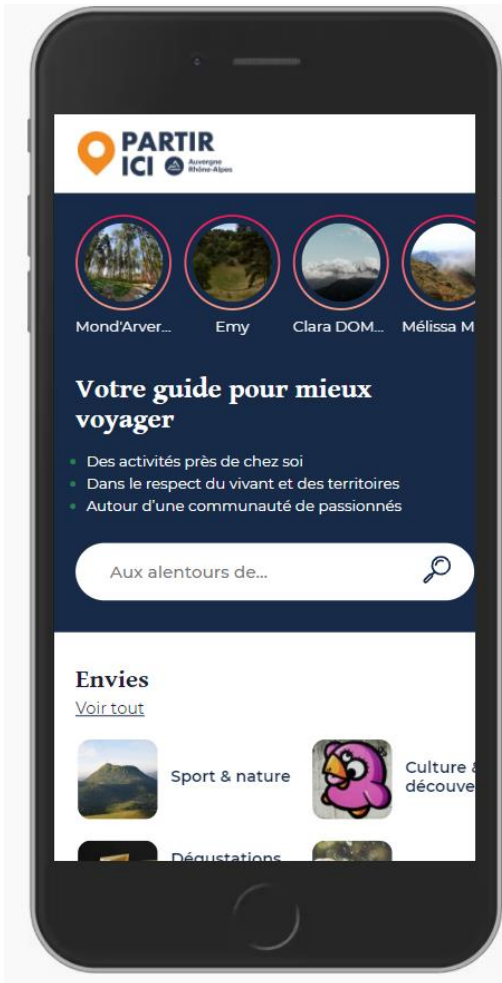 PARTIR
ICI
Auvergne
Rhône-Alpes
Mond'Arver... Emy Clara DOM... Mélissa M
Votre guide pour mieux
voyager
Des activités près de chez soi
Dans le respect du vivant et des territoires
Autour d'une communauté de passionnés
Aux alentours de...
Envies
Voir tout
Sport & nature
Culture &
découve
Dégustations